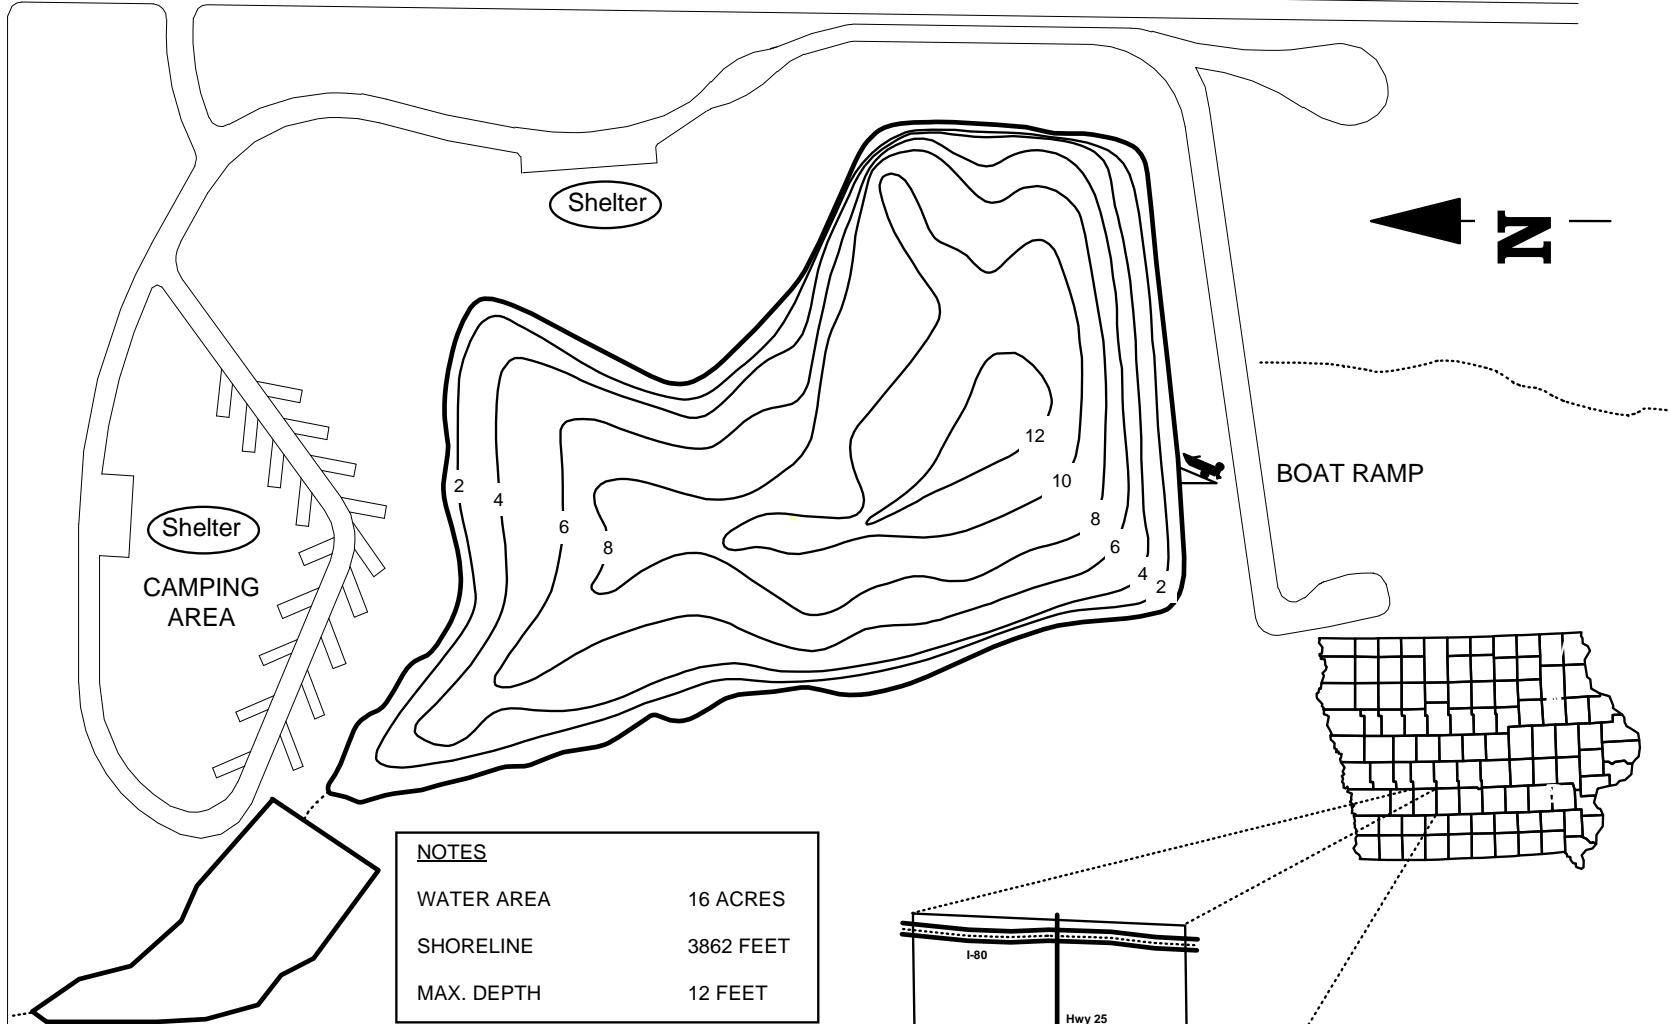 Shelter
N
2
4
6
8
12
10
8
6
4
2
BOAT RAMP
Shelter
CAMPING
AREA
NOTES
WATER AREA 16 ACRES
SHORELINE 3862 FEET
MAX. DEPTH 12 FEET
I-80
Hwy 25